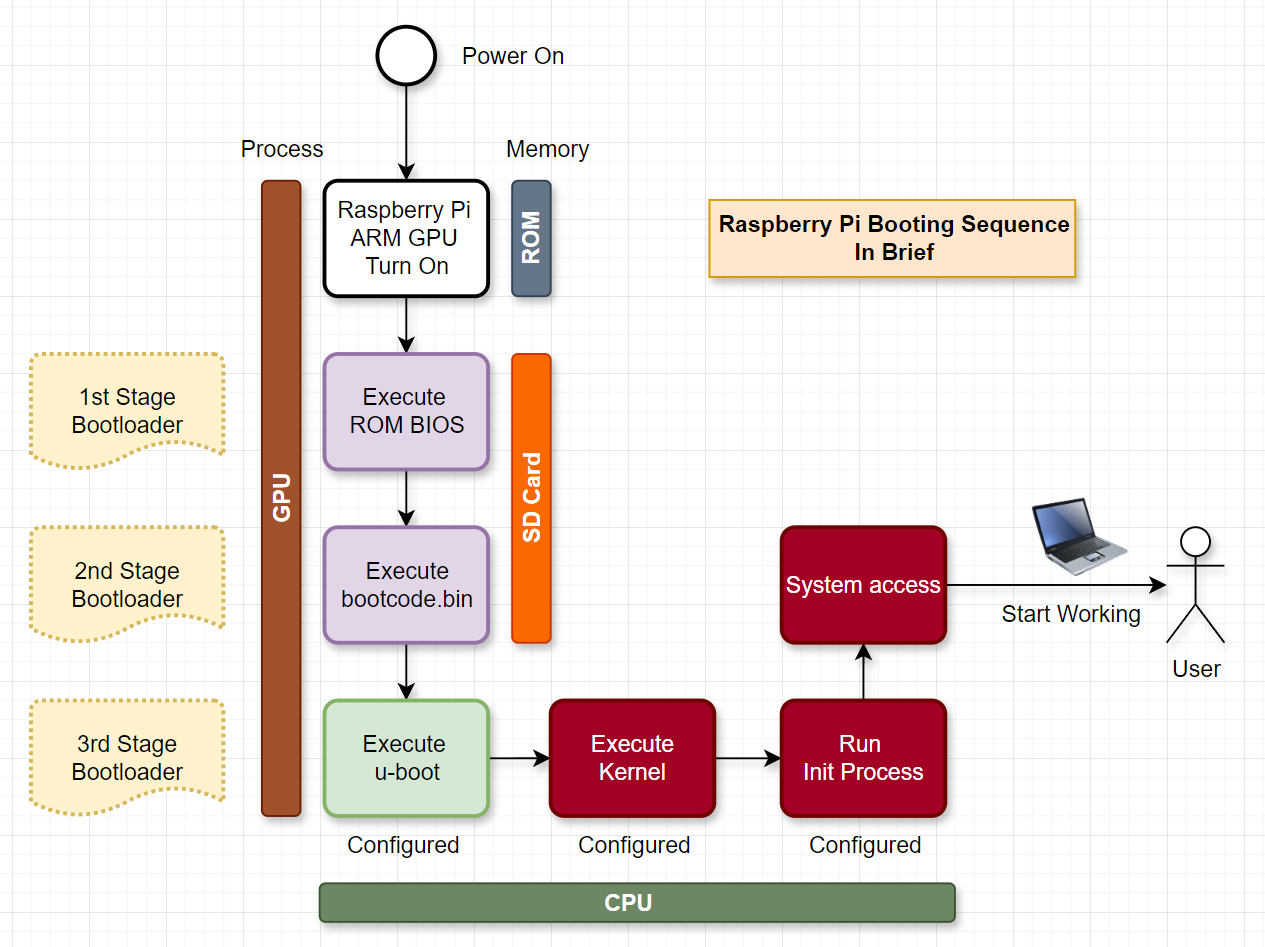 Power On
Process
Memory
Raspberry Pi
ARM GPU
Turn On
ROM
Raspberry Pi Booting Sequence
In Brief
1st Stage
Bootloader
Execute
ROM BIOS
GPU
SD Card
2nd Stage
Bootloader
Execute
bootcode.bin
System access
Start Working
User
3rd Stage
Bootloader
Execute
u-boot
Execute
Kernel
Run
Init Process
Configured
Configured
Configured
CPU